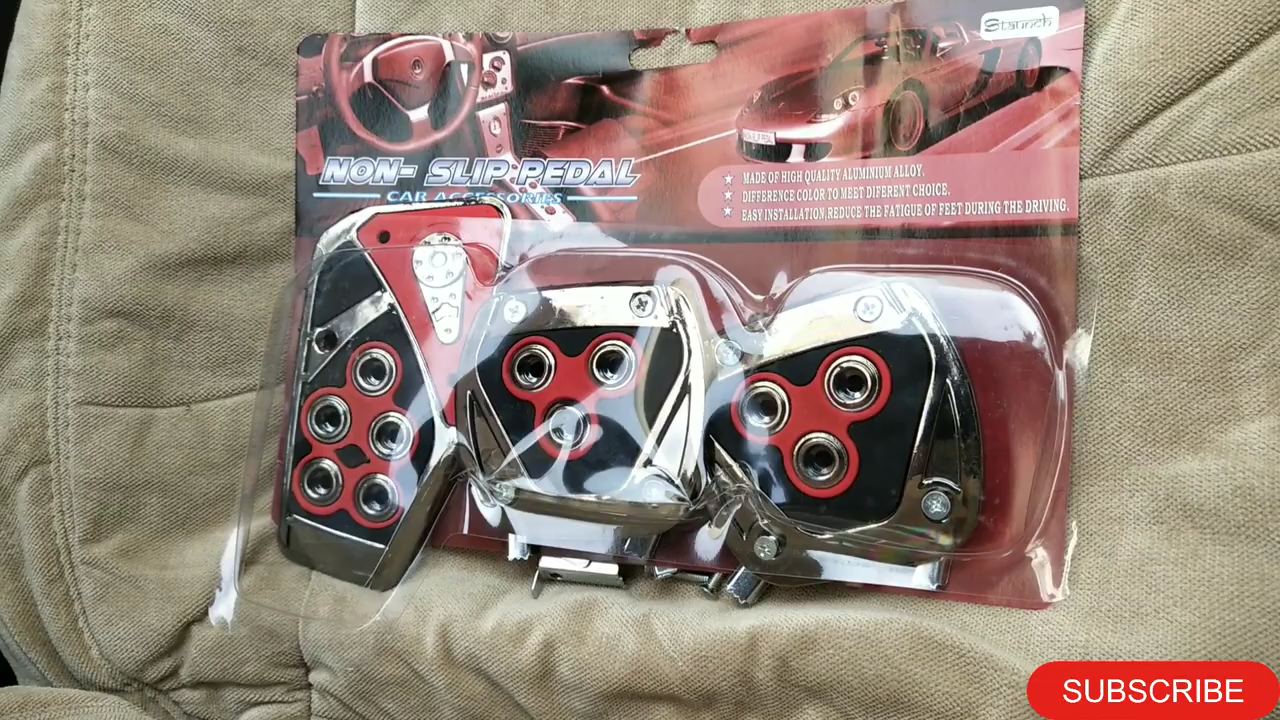 Staunch
NON- SLIP PEDAL
CAR ACCESSORIES
MADE OF HIGH QUALITY ALUMINIUM ALLOY.
DIFFERENCE COLOR TO MEET DIFERENT CHOICE.
EASY INSTALLATION,REDUCE THE FATIGUE OF FEET DURING THE DRIVING.
SUBSCRIBE